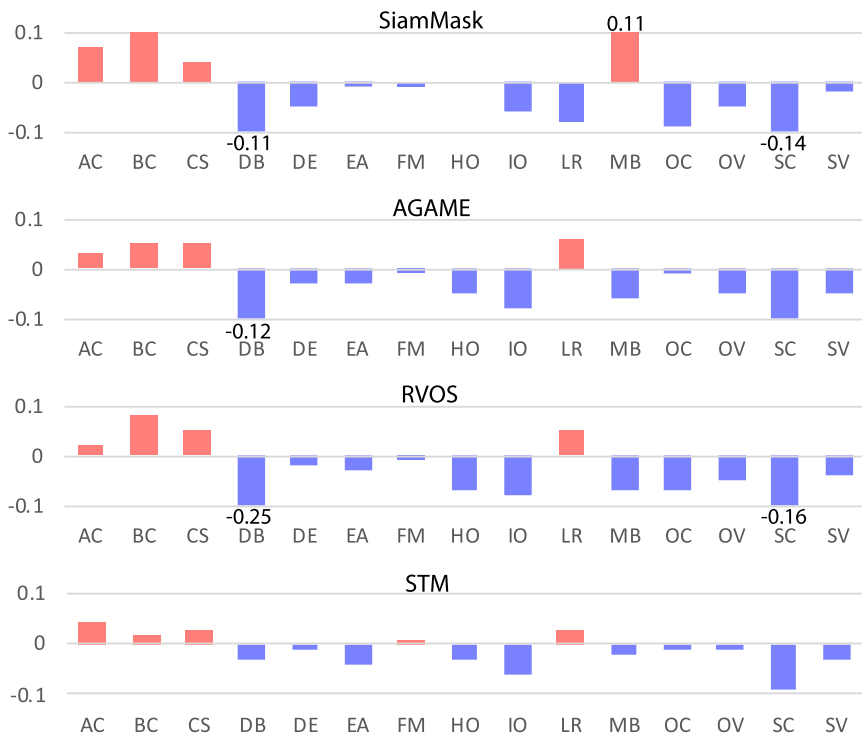 SiamMask
0.1 0.11
0
-0.1
-0.11 -0.14
AC BC CS DB DE EA FM HO IO LR MB OC OV SC SV
AGAME
0.1
0
-0.1
-0.12
AC BC CS DB DE EA FM HO IO LR MB OC OV SC SV
RVOS
0.1
0
-0.1
-0.25 -0.16
AC BC CS DB DE EA FM HO IO LR MB OC OV SC SV
STM
0.1
0
-0.1
AC BC CS DB DE EA FM HO IO LR MB OC OV SC SV